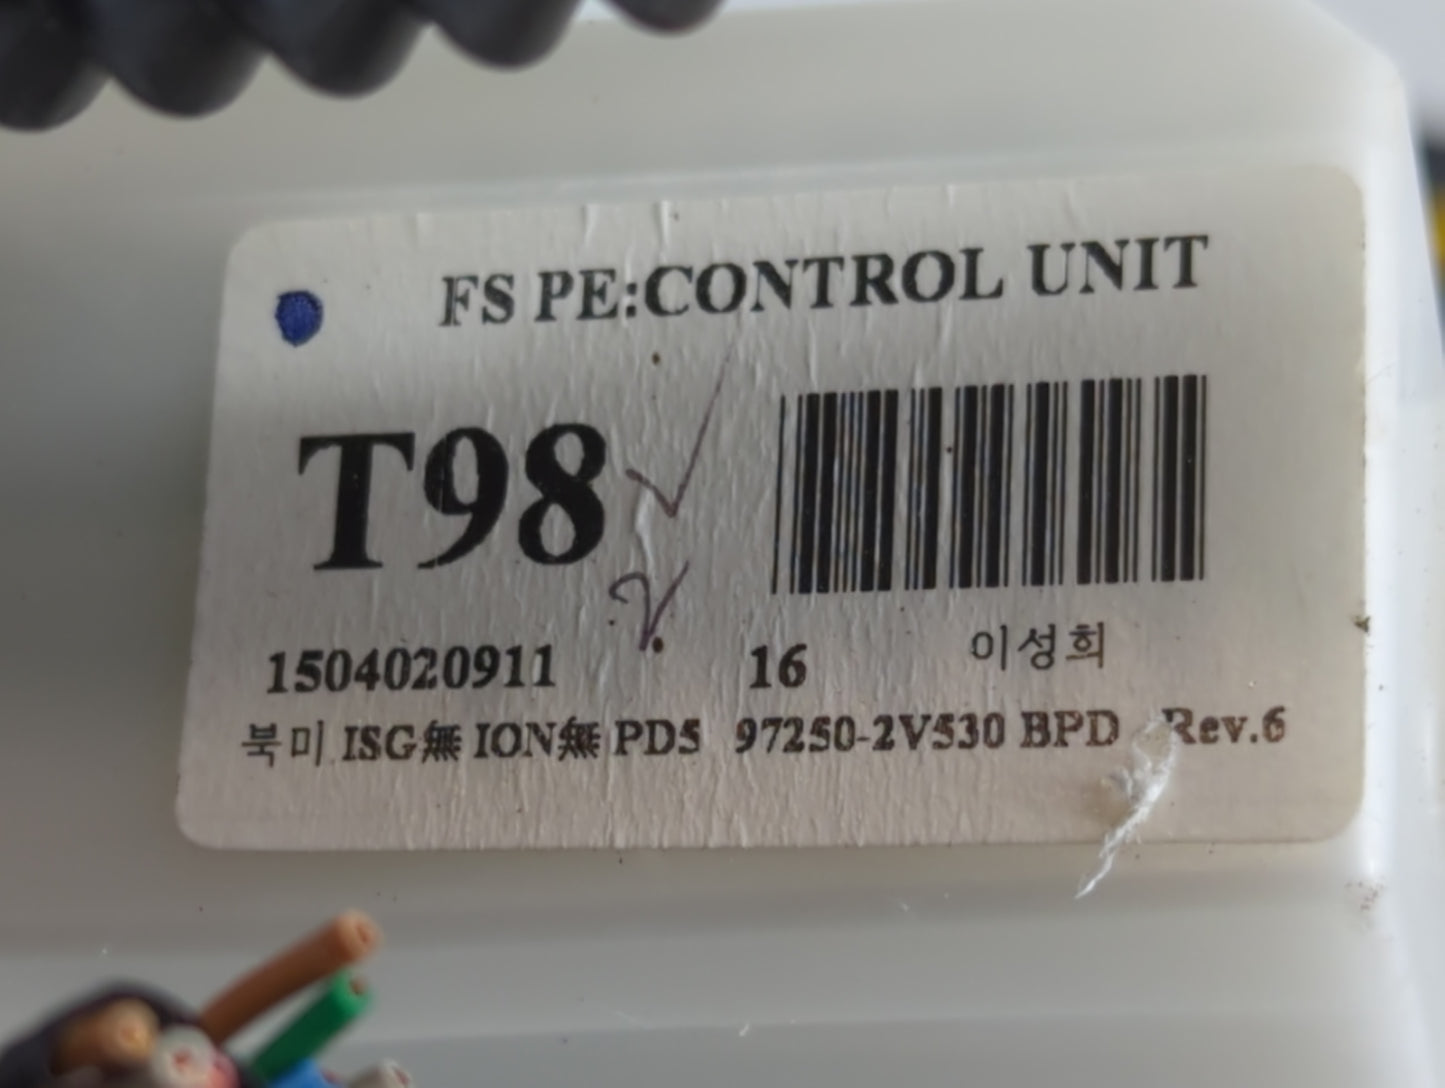 FS PE:CONTROL UNIT
T98
1504020911 16 이성희
북미 ISG無 ION無 PD5 97250-2V530 BPD Rev.6